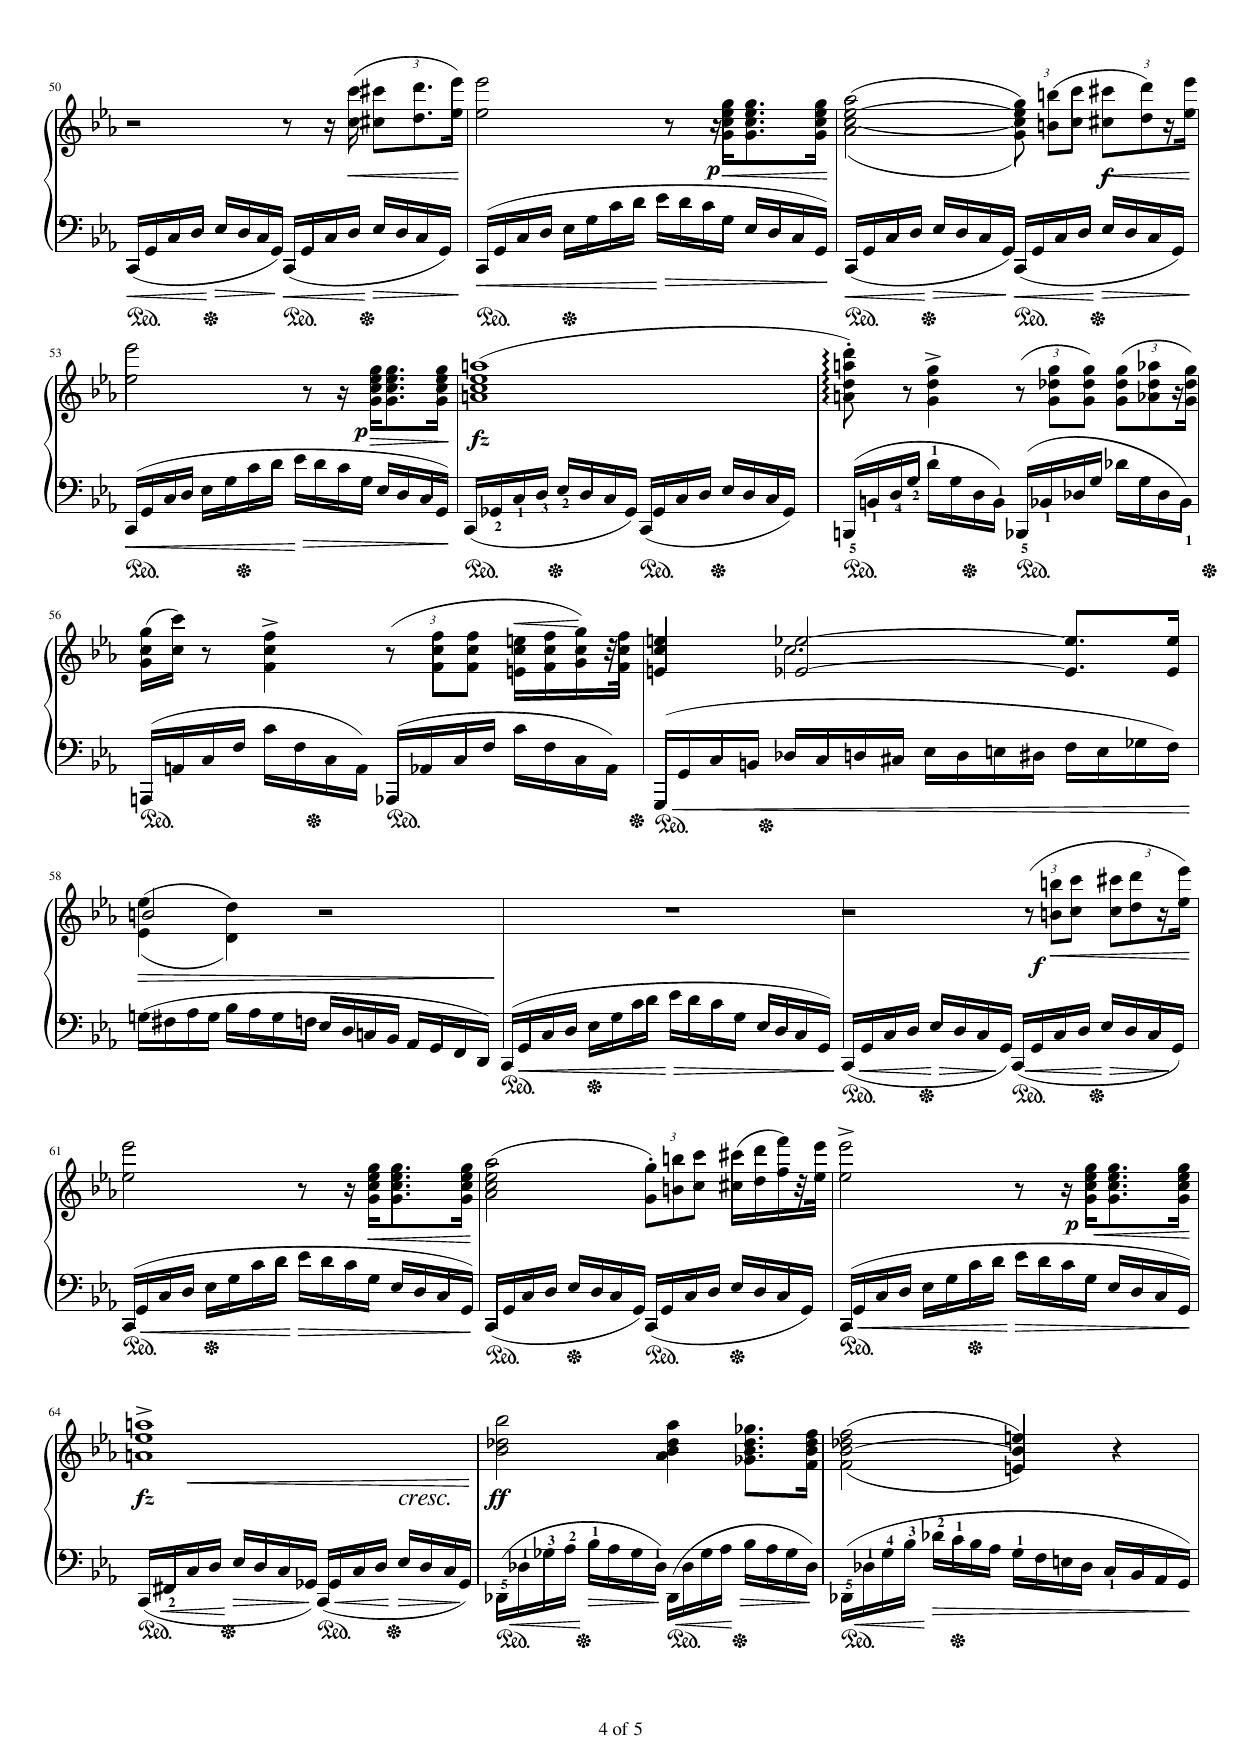 50
3
p
3
3
f
Ped. Ped. Ped. Ped. Ped.
53
p
fz
1
3
3
2 1 3 2
5 1 4 2 1
5 1 1
Ped. Ped. Ped. Ped. Ped.
56
3
Ped. Ped. Ped.
58
3
3
f
Ped. Ped. Ped.
61
3
p
Ped. Ped. Ped. Ped.
64
fz
cresc.
ff
2
5 1 3 2 1 1
5 1 4 3 2 1 1 1
Ped. Ped. Ped. Ped. Ped.
4 of 5